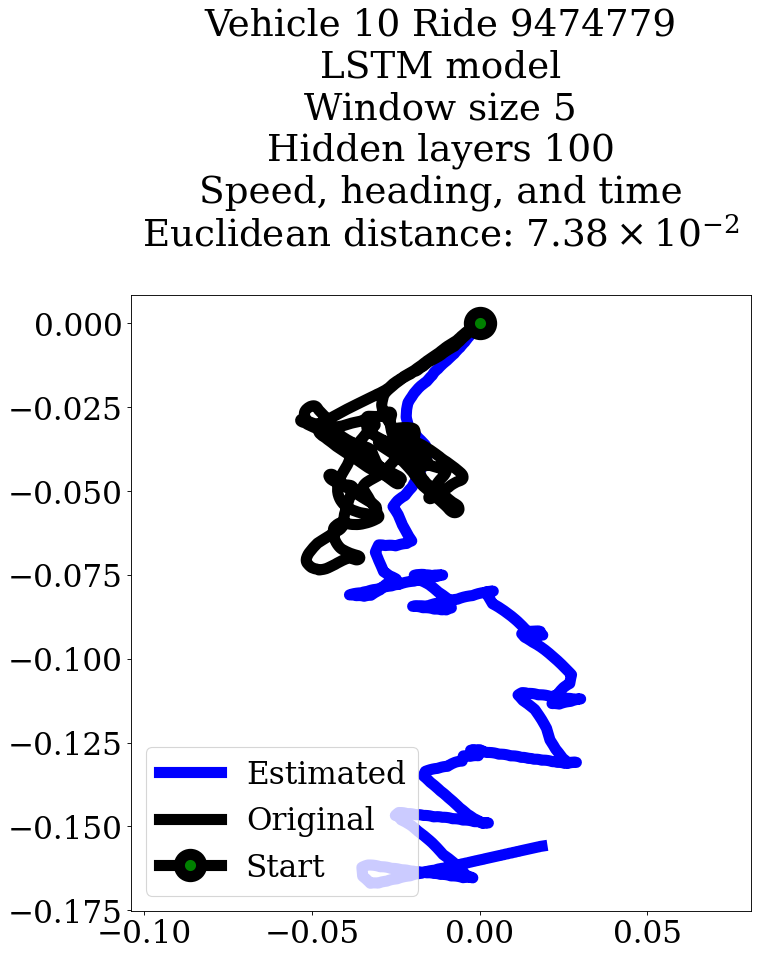 Vehicle 10 Ride 9474779
LSTM model
Window size 5
Hidden layers 100
Speed, heading, and time
Euclidean distance: 7.38 × 10⁻²
0.000
−0.025
−0.050
−0.075
−0.100
−0.125
−0.150
−0.175
Estimated
Original
Start
−0.10
−0.05
0.00
0.05